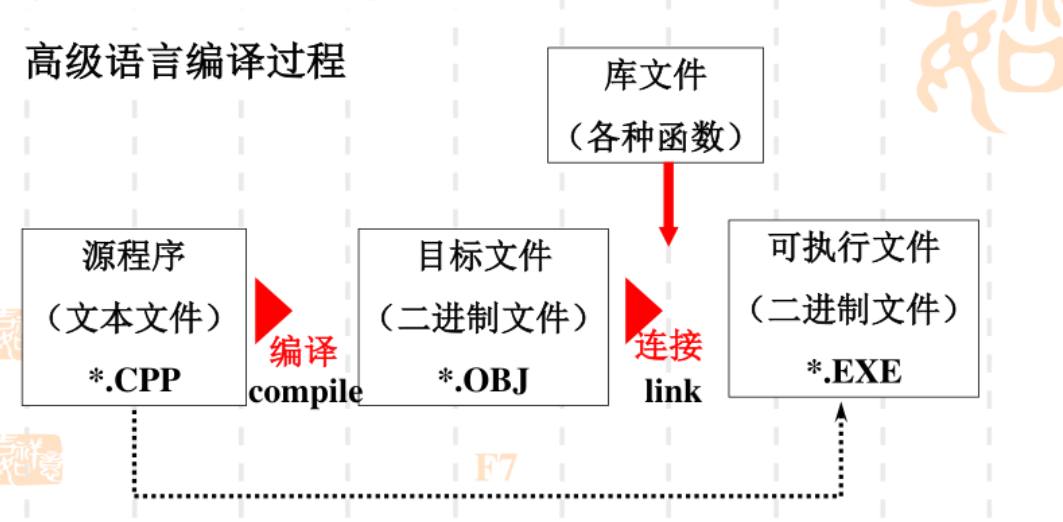 高级语言编译过程
库文件
（各种函数）
源程序
（文本文件）
*.CPP
编译
compile
目标文件
（二进制文件）
*.OBJ
连接
link
可执行文件
（二进制文件）
*.EXE
F7